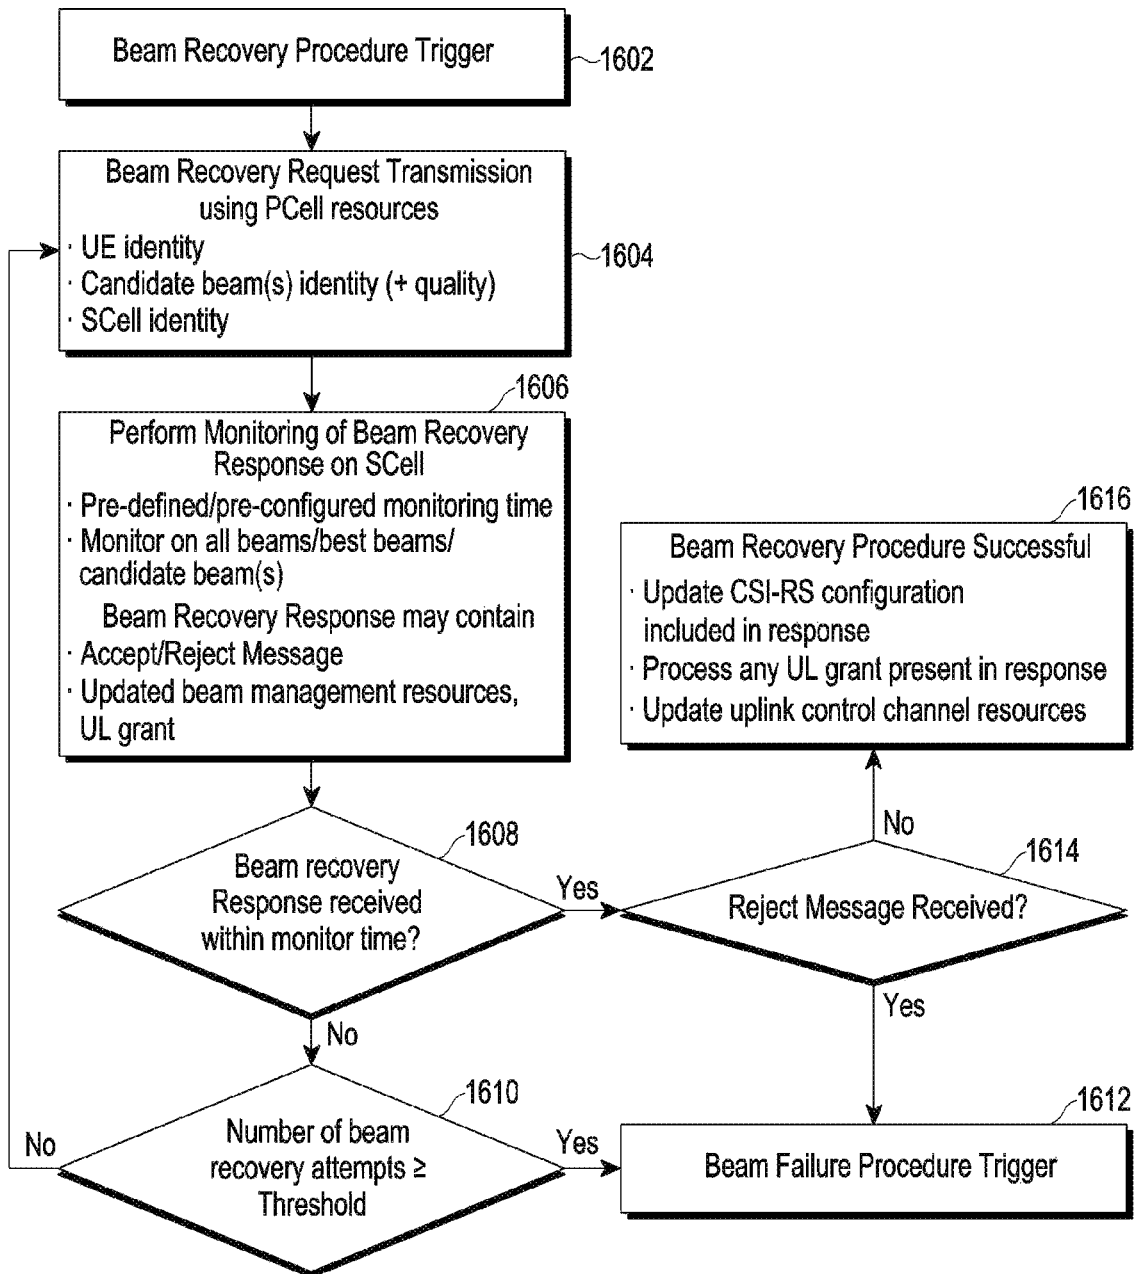 Beam Recovery Procedure Trigger
1602
Beam Recovery Request Transmission
using PCell resources
· UE identity
· Candidate beam(s) identity (+ quality)
· SCell identity
1604
1606
Perform Monitoring of Beam Recovery
Response on SCell
· Pre-defined/pre-configured monitoring time
· Monitor on all beams/best beams/
candidate beam(s)
Beam Recovery Response may contain
· Accept/Reject Message
· Updated beam management resources,
UL grant
1616
Beam Recovery Procedure Successful
· Update CSI-RS configuration
included in response
· Process any UL grant present in response
· Update uplink control channel resources
1608
Beam recovery
Response received
within monitor time?
Yes
No
1614
Reject Message Received?
No
Yes
1610
Number of beam
recovery attempts ≥
Threshold
No
Yes
1612
Beam Failure Procedure Trigger